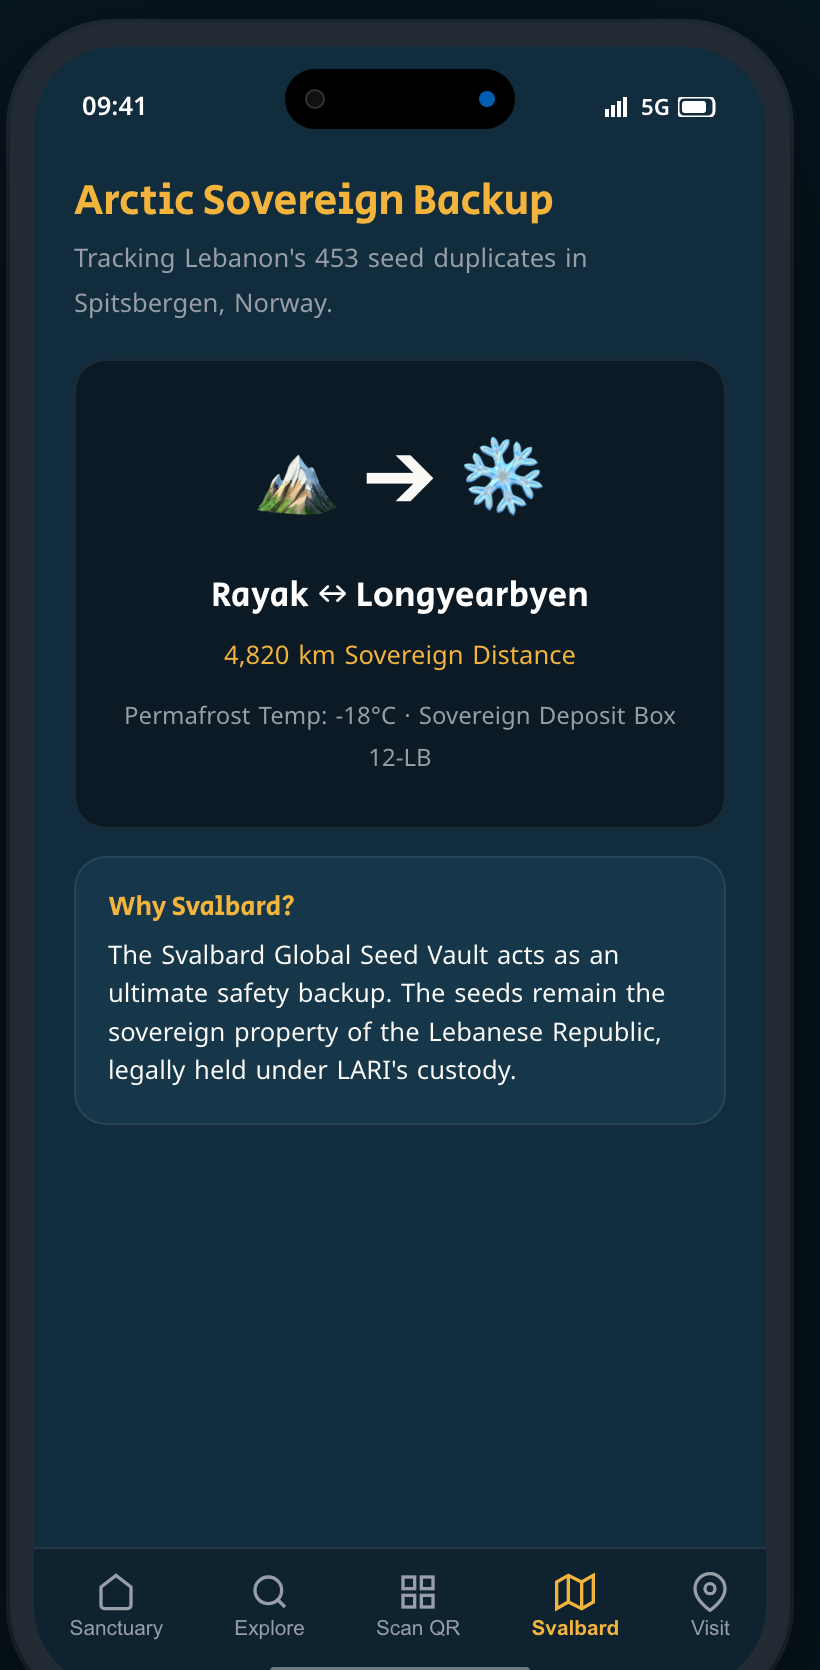 09:41
5G
Arctic Sovereign Backup
Tracking Lebanon's 453 seed duplicates in
Spitsbergen, Norway.
Rayak ↔ Longyearbyen
4,820 km Sovereign Distance
Permafrost Temp: -18°C · Sovereign Deposit Box
12-LB
Why Svalbard?
The Svalbard Global Seed Vault acts as an
ultimate safety backup. The seeds remain the
sovereign property of the Lebanese Republic,
legally held under LARI's custody.
Sanctuary
Explore
Scan QR
Svalbard
Visit